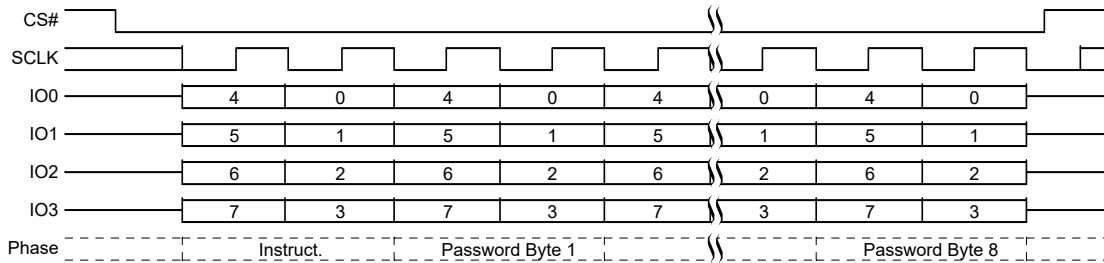 CS#
SCLK
IO0 4 0 4 0 4 0 4 0
IO1 5 1 5 1 5 1 5 1
IO2 6 2 6 2 6 2 6 2
IO3 7 3 7 3 7 3 7 3
Phase Instruct. Password Byte 1 Password Byte 8